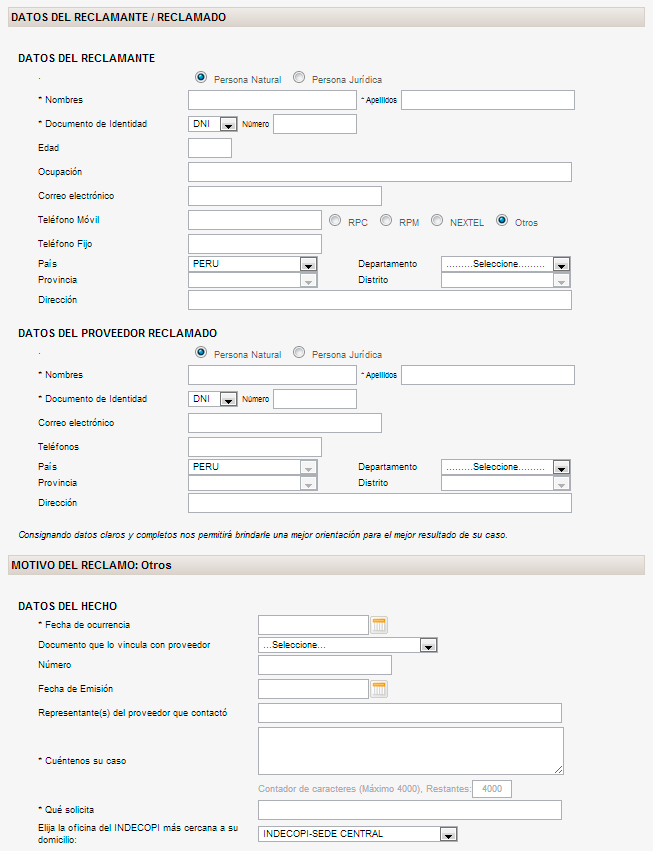 DATOS DEL RECLAMANTE / RECLAMADO
DATOS DEL RECLAMANTE
. Persona Natural Persona Jurídica
* Nombres * Apellidos
* Documento de Identidad DNI Número
Edad
Ocupación
Correo electrónico
Teléfono Móvil RPC RPM NEXTEL Otros
Teléfono Fijo
País PERU Departamento .........Seleccione.........
Provincia Distrito
Dirección
DATOS DEL PROVEEDOR RECLAMADO
. Persona Natural Persona Jurídica
* Nombres * Apellidos
* Documento de Identidad DNI Número
Correo electrónico
Teléfonos
País PERU Departamento .........Seleccione.........
Provincia Distrito
Dirección
Consignando datos claros y completos nos permitirá brindarle una mejor orientación para el mejor resultado de su caso.
MOTIVO DEL RECLAMO: Otros
DATOS DEL HECHO
* Fecha de ocurrencia
Documento que lo vincula con proveedor ...Seleccione...
Número
Fecha de Emisión
Representante(s) del proveedor que contactó
* Cuéntenos su caso
Contador de caracteres (Máximo 4000), Restantes: 4000
* Qué solicita
Elija la oficina del INDECOPI más cercana a su
domicilio: INDECOPI-SEDE CENTRAL